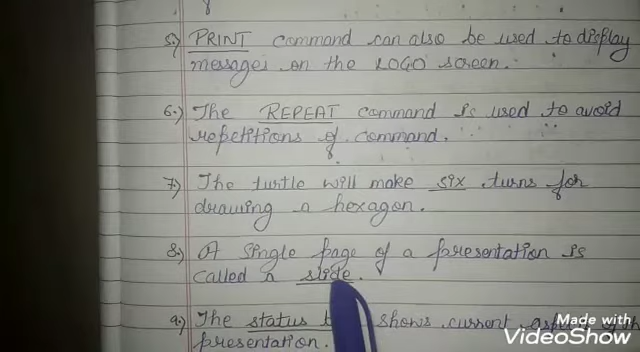 5.) PRINT command can also be used to display
messages on the LOGO screen.
6.) The REPEAT command is used to avoid
repetitions of command.
7.) The turtle will make six turns for
drawing a hexagon.
8.) A single page of a presentation is
called a slide.
9.) The status shows current of the
presentation.
Made with
VideoShow